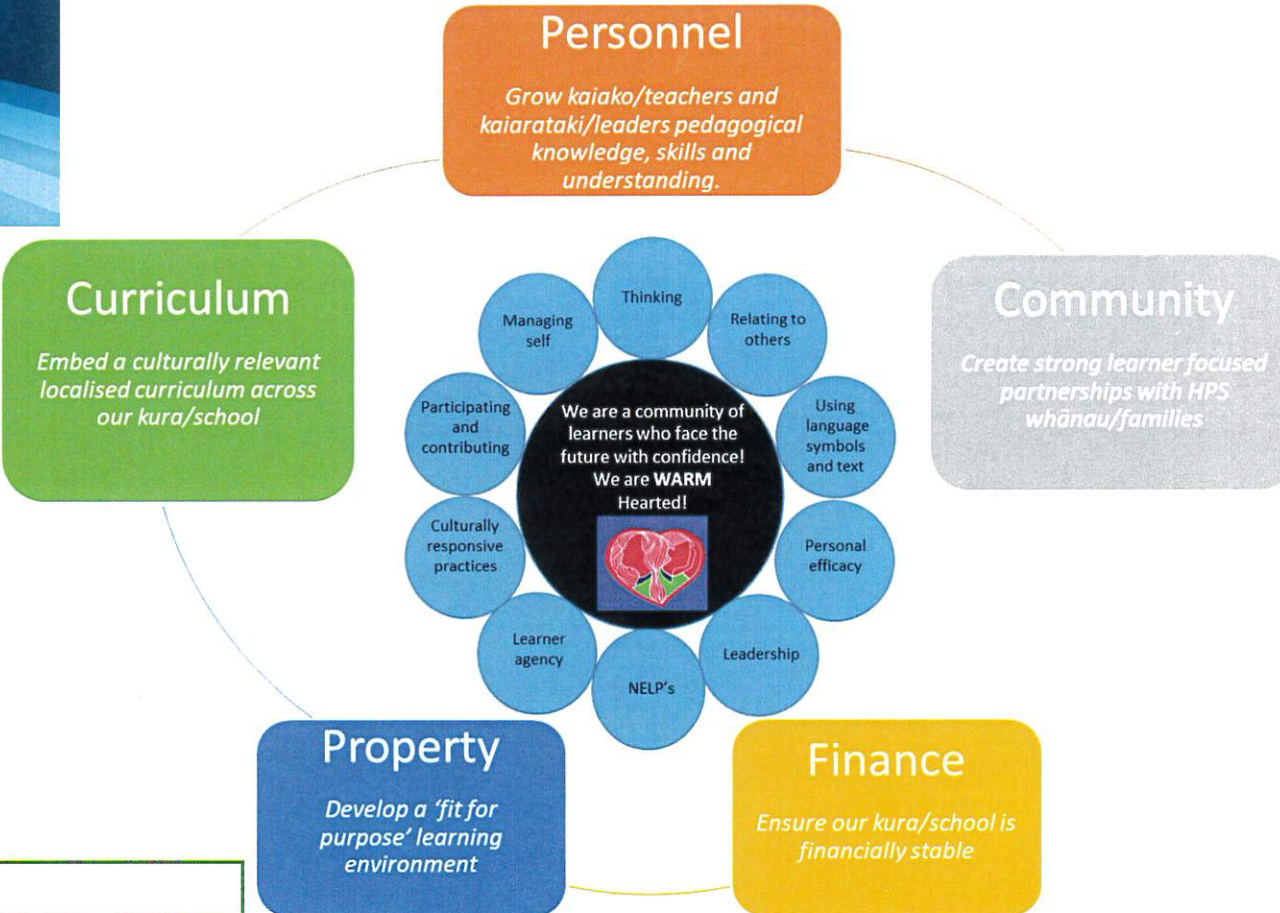 Personnel
Grow kaiako/teachers and
kaiarataki/leaders pedagogical
knowledge, skills and
understanding.
Curriculum
Embed a culturally relevant
localised curriculum across
our kura/school
Community
Create strong learner focused
partnerships with HPS
whānau/families
Thinking
Relating to
others
Using
language
symbols
and text
Personal
efficacy
Leadership
NELP's
Learner
agency
Culturally
responsive
practices
Participating
and
contributing
Managing
self
We are a community of
learners who face the
future with confidence!
We are WARM
Hearted!
Property
Develop a ‘fit for
purpose’ learning
environment
Finance
Ensure our kura/school is
financially stable